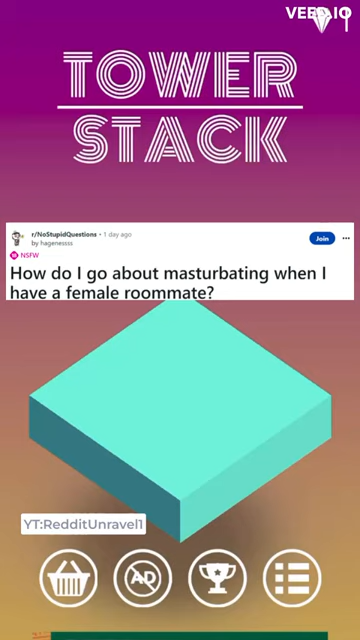 VEED.IO
TOWER
STACK
r/NoStupidQuestions • 1 day ago
by hagenessss
Join
NSFW
How do I go about masturbating when I
have a female roommate?
YT:RedditUnravel1
AD